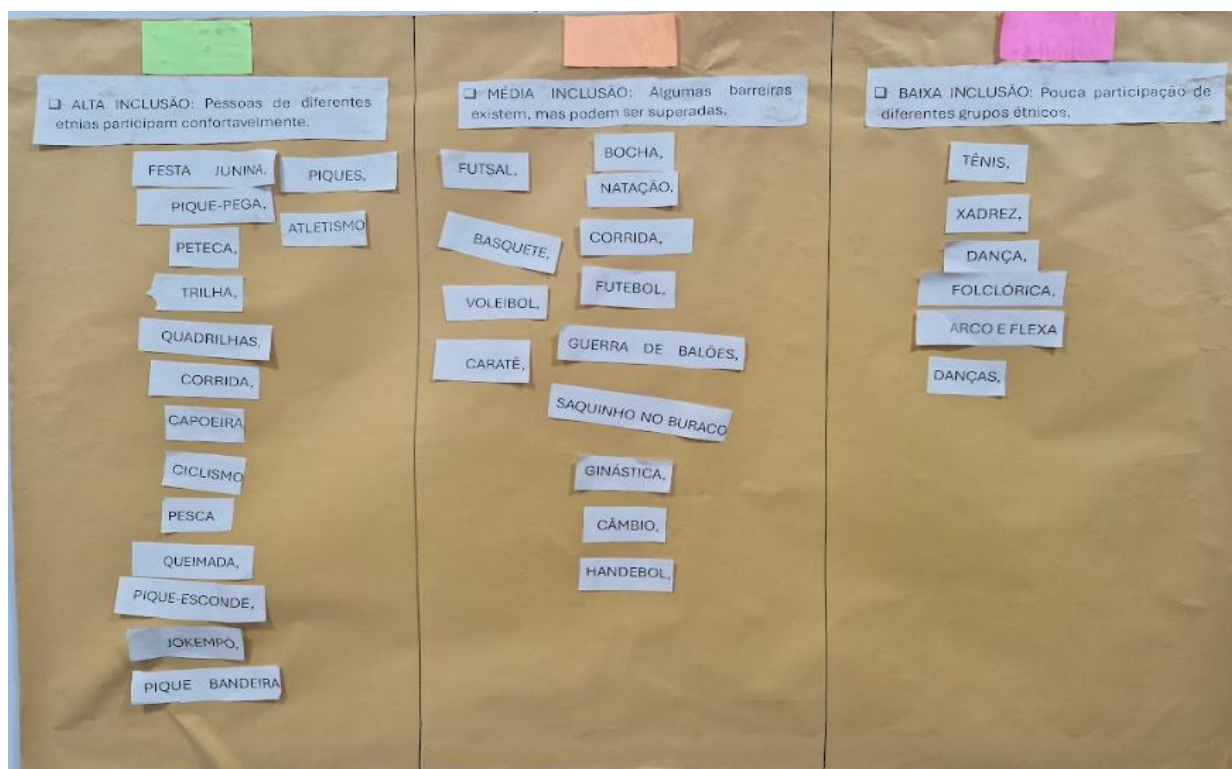 ☐ ALTA INCLUSÃO: Pessoas de diferentes
etnias participam confortavelmente.
FESTA JUNINA,
PIQUES,
PIQUE-PEGA,
ATLETISMO
PETECA,
TRILHA,
QUADRILHAS,
CORRIDA,
CAPOEIRA
CICLISMO
PESCA
QUEIMADA,
PIQUE-ESCONDE,
JOKEMPÔ,
PIQUE BANDEIRA
☐ MÉDIA INCLUSÃO: Algumas barreiras
existem, mas podem ser superadas.
FUTSAL,
BASQUETE,
VOLEIBOL,
CARATÊ,
BOCHA,
NATAÇÃO,
CORRIDA,
FUTEBOL,
GUERRA DE BALÕES,
SAQUINHO NO BURACO
GINÁSTICA,
CÂMBIO,
HANDEBOL,
☐ BAIXA INCLUSÃO: Pouca participação de
diferentes grupos étnicos.
TÊNIS,
XADREZ,
DANÇA,
FOLCLÓRICA,
ARCO E FLEXA
DANÇAS,